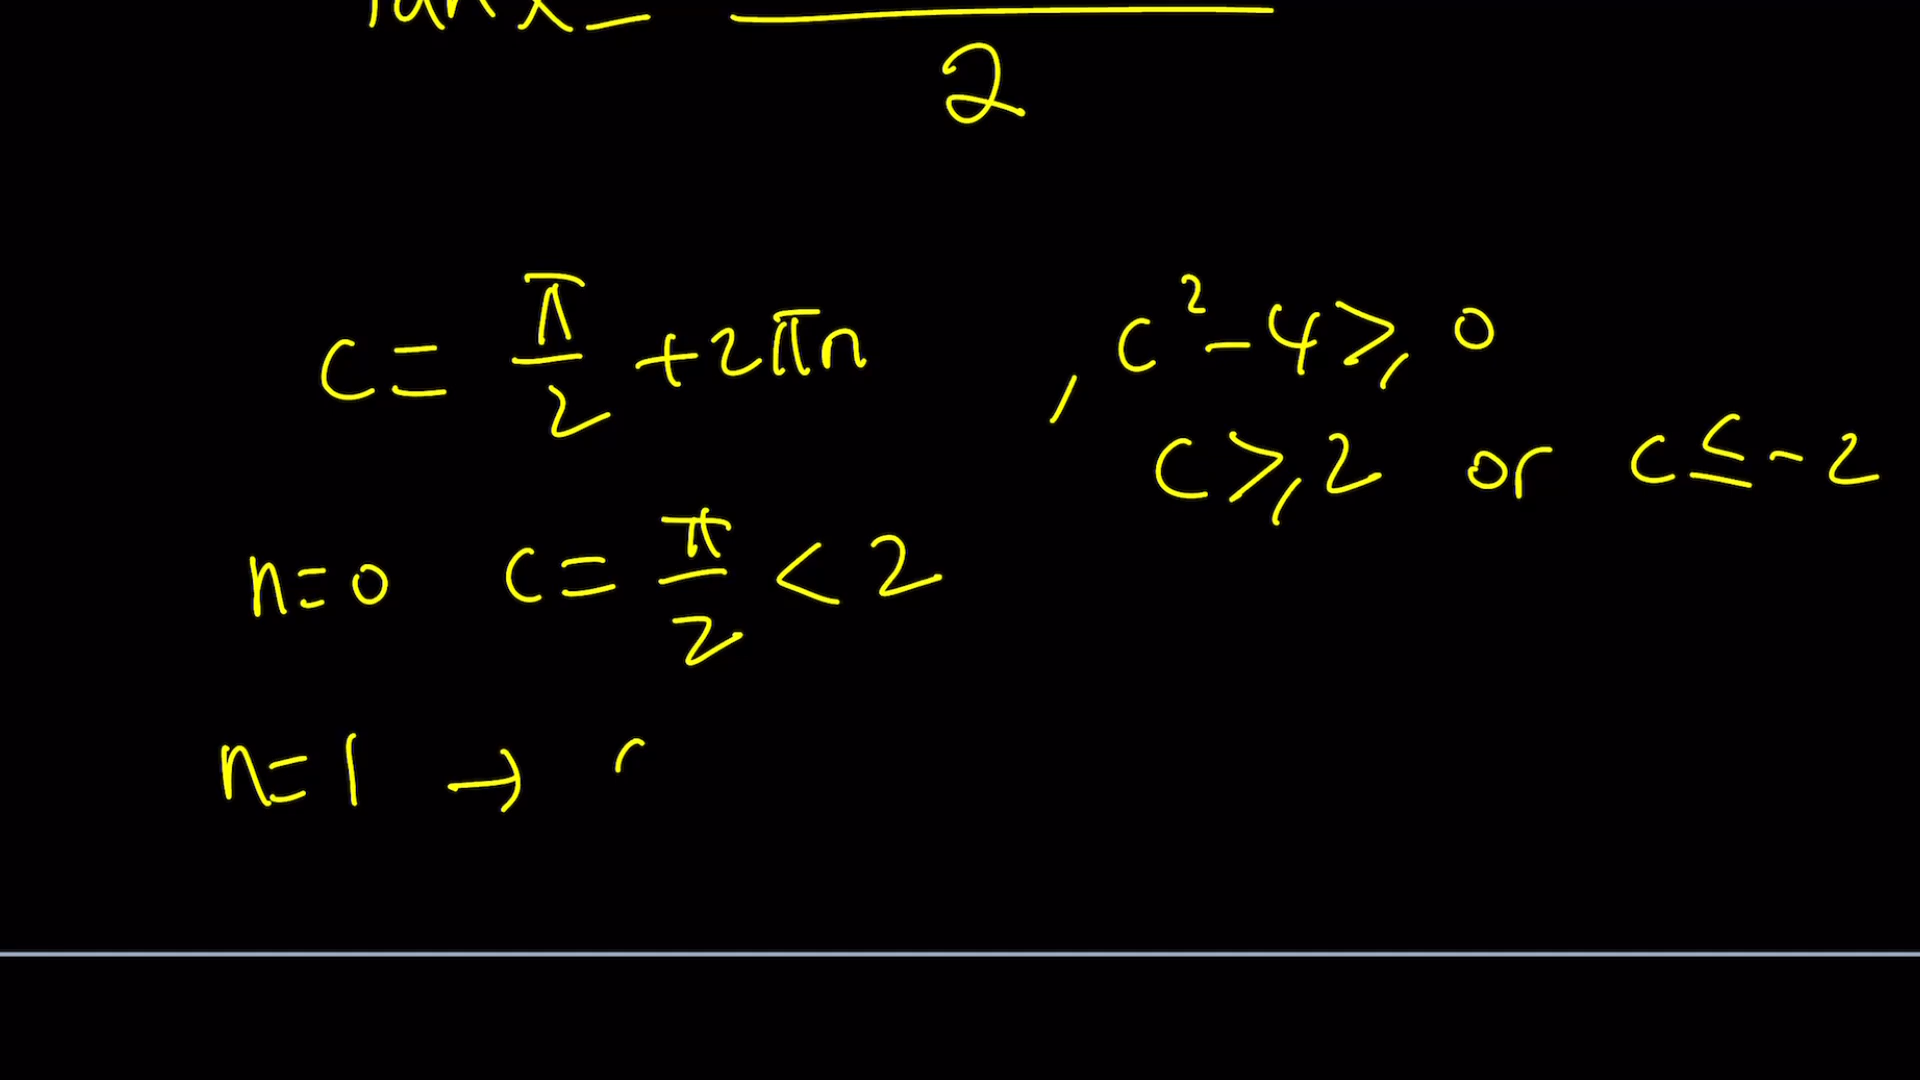 tan x =
2
c = π/2 + 2πn , c² - 4 ≥ 0
c ≥ 2 or c ≤ -2
n = 0 c = π/2 < 2
n = 1 →